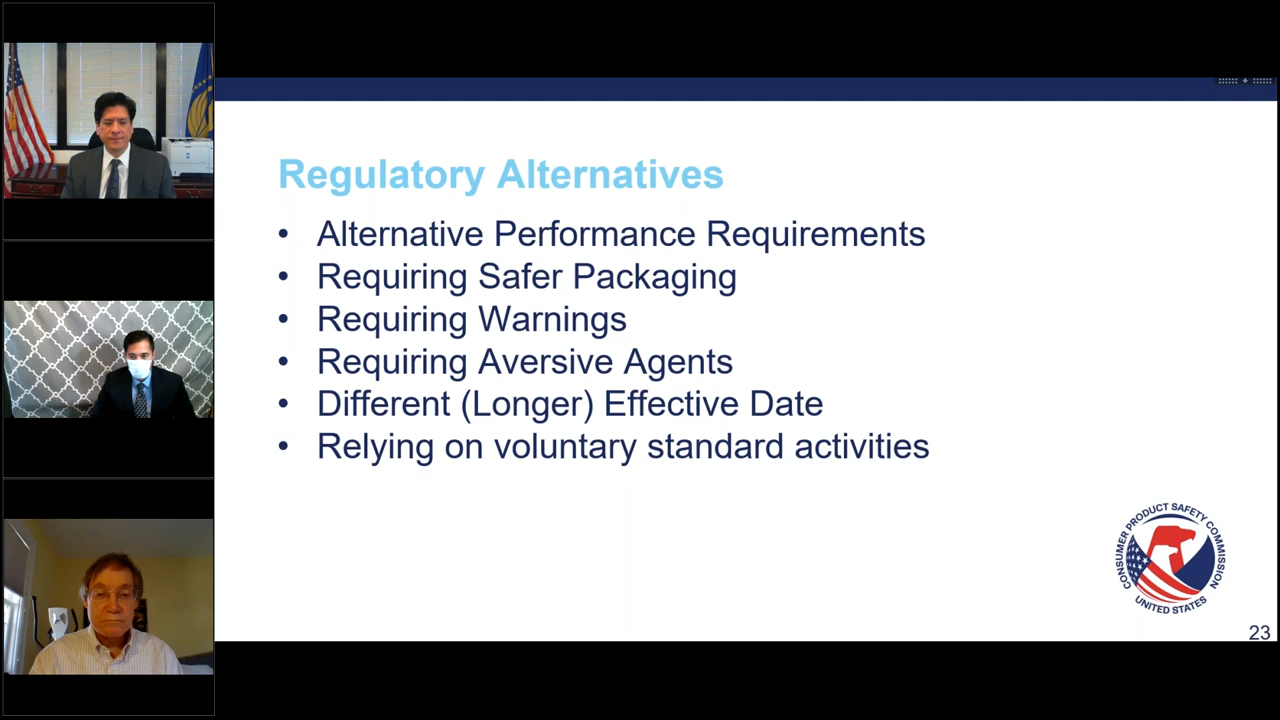 Regulatory Alternatives
• Alternative Performance Requirements
• Requiring Safer Packaging
• Requiring Warnings
• Requiring Aversive Agents
• Different (Longer) Effective Date
• Relying on voluntary standard activities
CONSUMER PRODUCT SAFETY COMMISSION
UNITED STATES
23